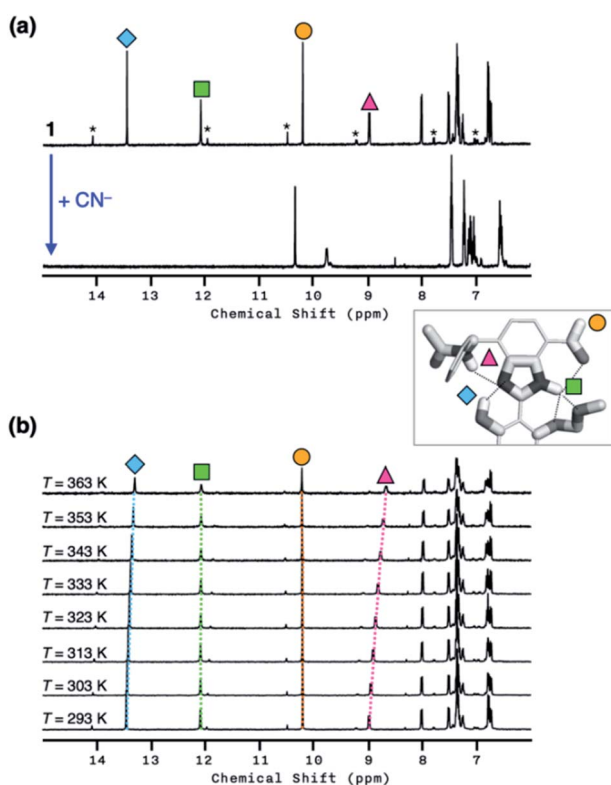 (a)
1
* * * * * *
+ CN⁻
14 13 12 11 10 9 8 7
Chemical Shift (ppm)
(b)
T = 363 K
T = 353 K
T = 343 K
T = 333 K
T = 323 K
T = 313 K
T = 303 K
T = 293 K
14 13 12 11 10 9 8 7
Chemical Shift (ppm)